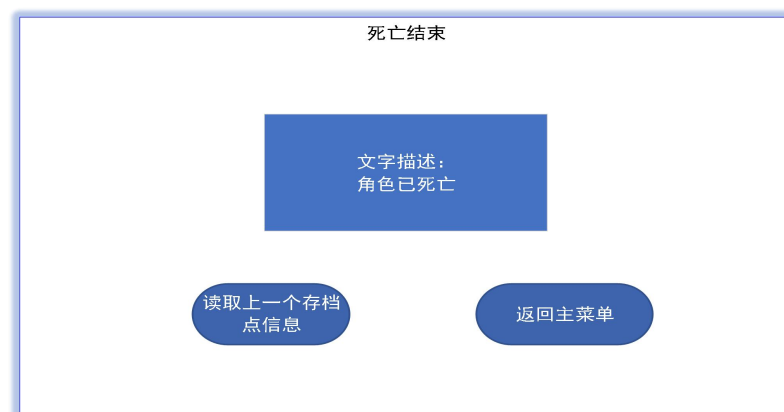 死亡结束
文字描述：
角色已死亡
读取上一个存档
点信息
返回主菜单